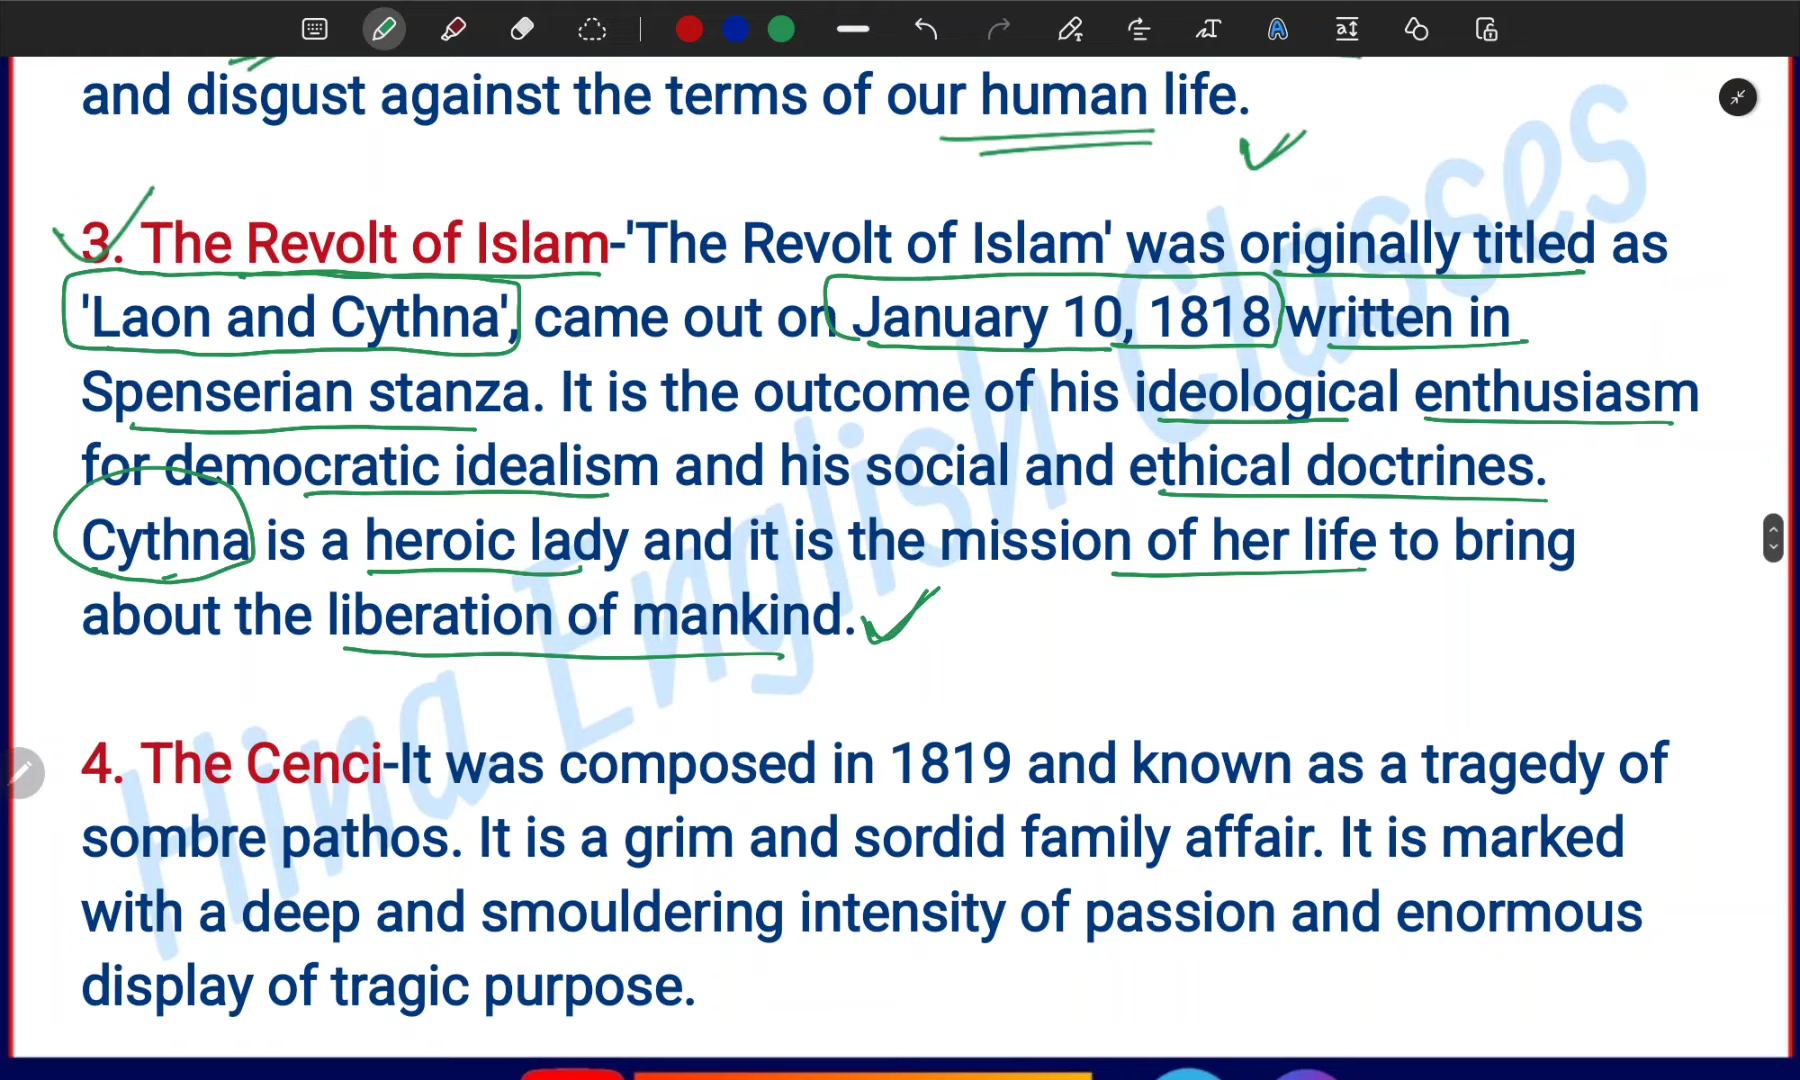 and disgust against the terms of our human life.
3. The Revolt of Islam-'The Revolt of Islam' was originally titled as
'Laon and Cythna', came out on January 10, 1818 written in
Spenserian stanza. It is the outcome of his ideological enthusiasm
for democratic idealism and his social and ethical doctrines.
Cythna is a heroic lady and it is the mission of her life to bring
about the liberation of mankind.
4. The Cenci-It was composed in 1819 and known as a tragedy of
sombre pathos. It is a grim and sordid family affair. It is marked
with a deep and smouldering intensity of passion and enormous
display of tragic purpose.
Hina English Classes